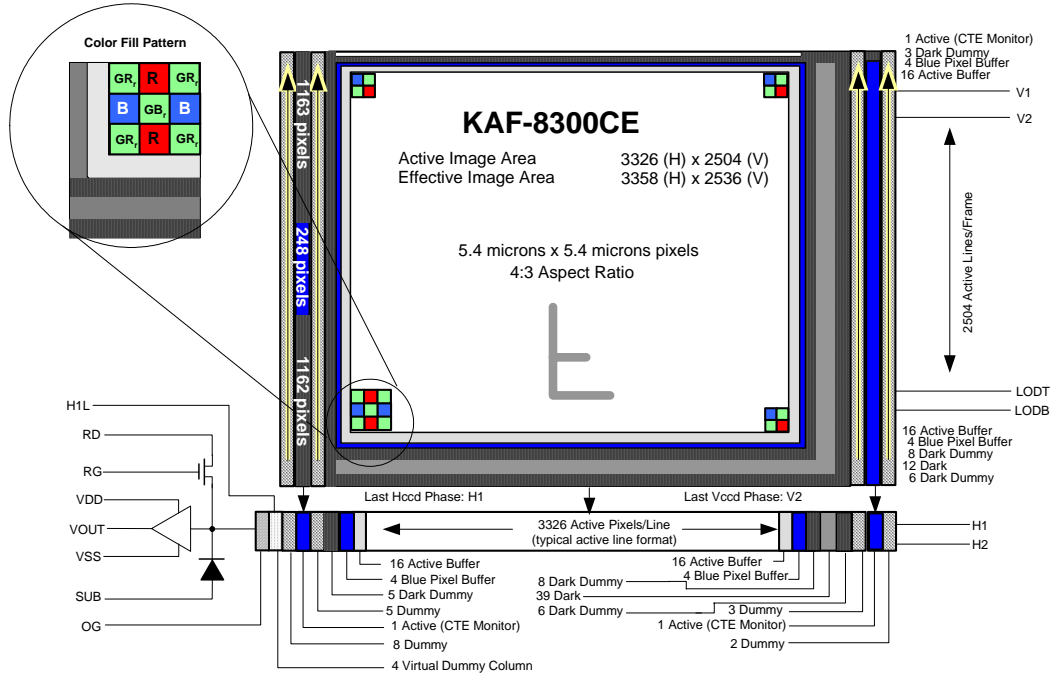 Color Fill Pattern
GRr R GRr
B GBr B
GRr R GRr
1163 pixels
248 pixels
1162 pixels
KAF-8300CE
Active Image Area 3326 (H) x 2504 (V)
Effective Image Area 3358 (H) x 2536 (V)
5.4 microns x 5.4 microns pixels
4:3 Aspect Ratio
1 Active (CTE Monitor)
3 Dark Dummy
4 Blue Pixel Buffer
16 Active Buffer
V1
V2
2504 Active Lines/Frame
LODT
LODB
16 Active Buffer
4 Blue Pixel Buffer
8 Dark Dummy
12 Dark
6 Dark Dummy
H1L
RD
RG
VDD
VOUT
VSS
SUB
OG
Last Hccd Phase: H1
Last Vccd Phase: V2
3326 Active Pixels/Line
(typical active line format)
H1
H2
16 Active Buffer
4 Blue Pixel Buffer
5 Dark Dummy
5 Dummy
1 Active (CTE Monitor)
8 Dummy
4 Virtual Dummy Column
16 Active Buffer
4 Blue Pixel Buffer
8 Dark Dummy
39 Dark
6 Dark Dummy
3 Dummy
1 Active (CTE Monitor)
2 Dummy